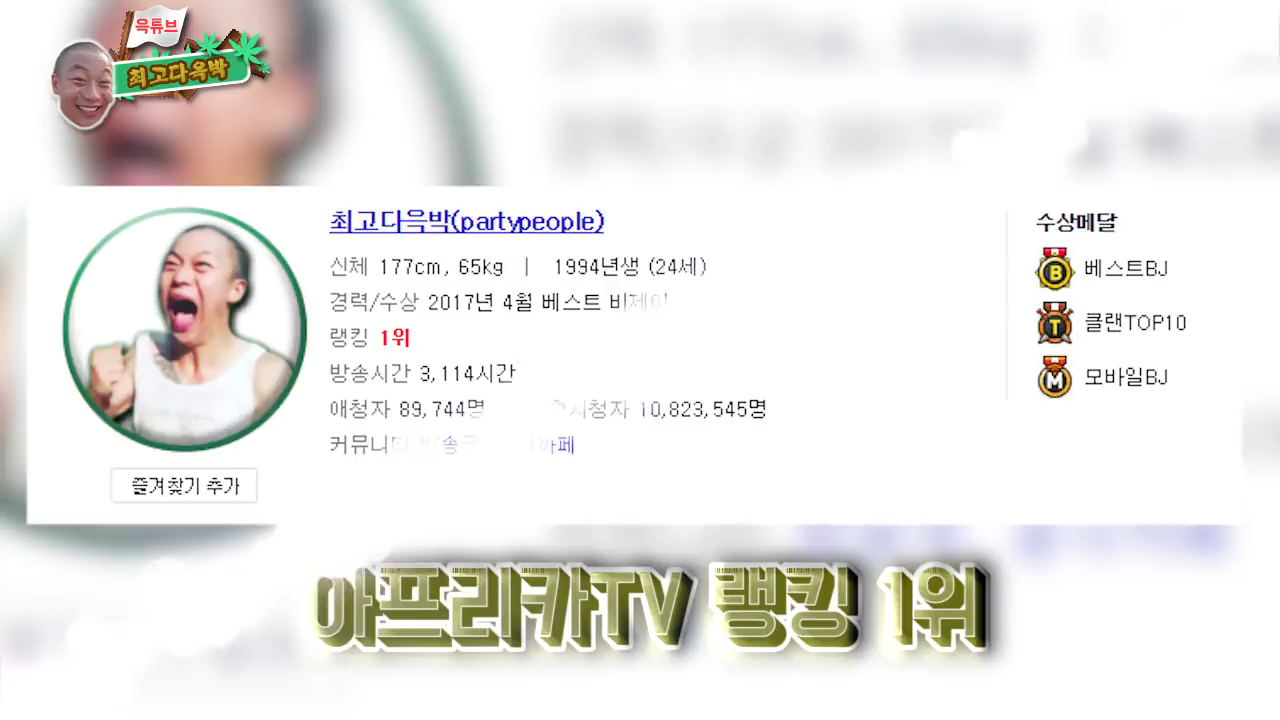 윽튜브
최고다윽박
최고다윽박(partypeople)
신체 177cm, 65kg | 1994년생 (24세)
경력/수상 2017년 4월 베스트 비제이
랭킹 1위
방송시간 3,114시간
애청자 89,744명 시청자 10,823,545명
커뮤니티
즐겨찾기 추가
수상메달
베스트BJ
클랜TOP10
모바일BJ
아프리카TV 랭킹 1위